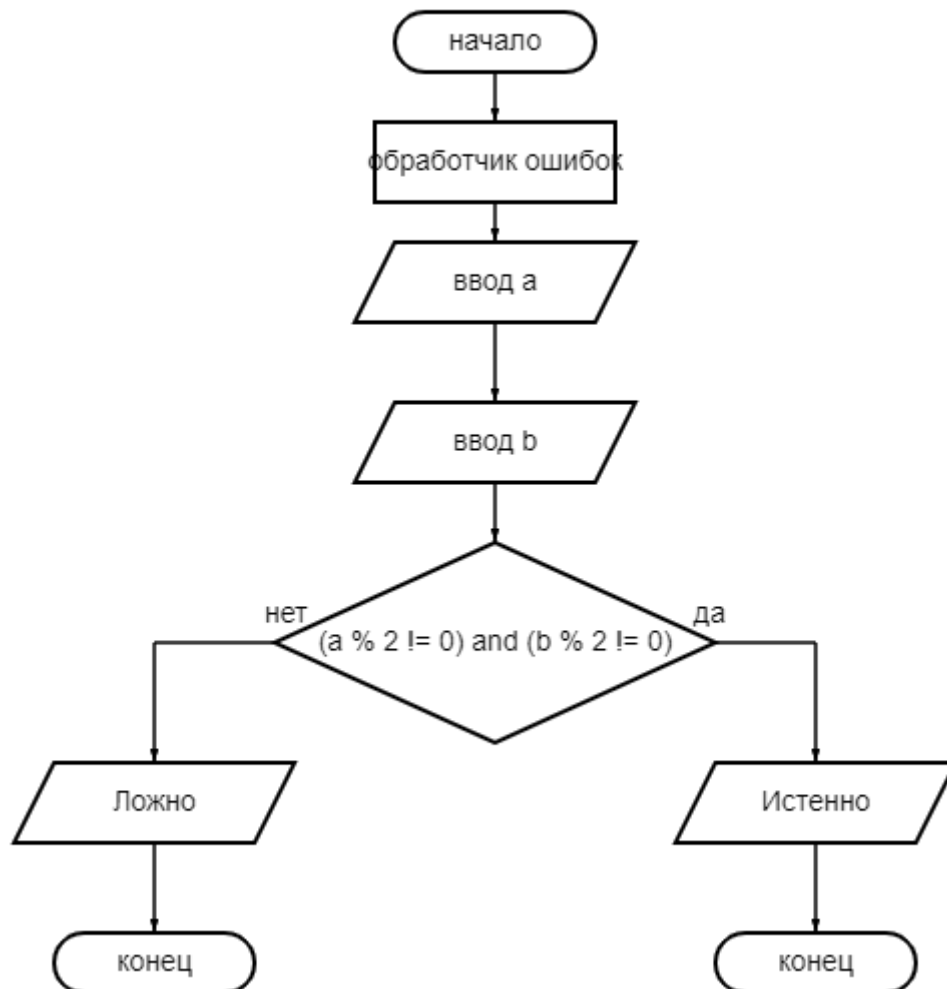 начало
обработчик ошибок
ввод a
ввод b
нет
да
(a % 2 != 0) and (b % 2 != 0)
Ложно
Истенно
конец
конец